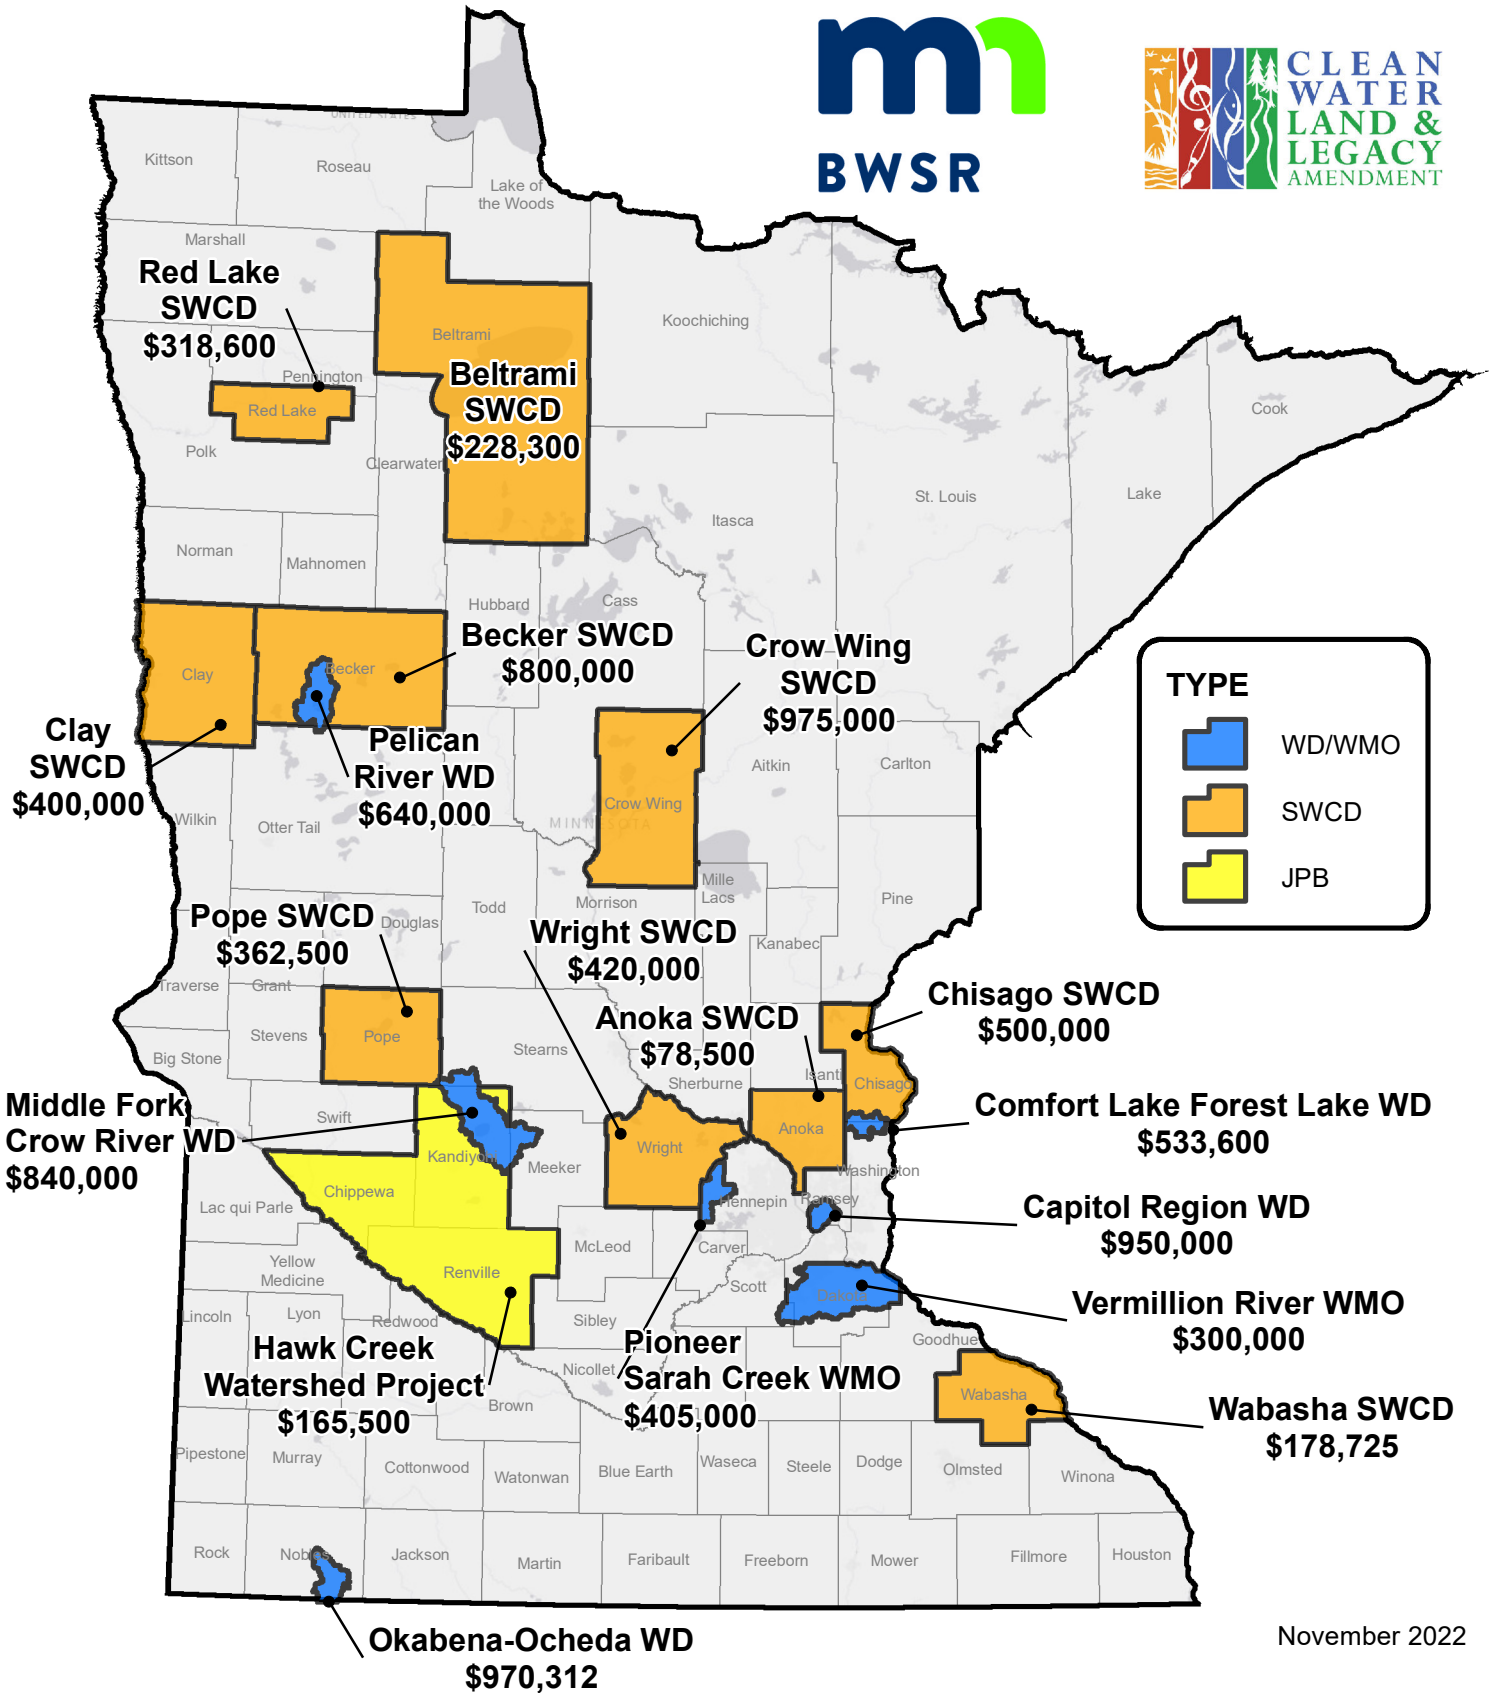 BWSR
CLEAN
WATER
LAND &
LEGACY
AMENDMENT
UNITED STATES
Kittson
Roseau
Lake of
the Woods
Marshall
Red Lake
SWCD
$318,600
Pennington
Red Lake
Beltrami
Beltrami
SWCD
$228,300
Koochiching
Cook
Polk
Clearwater
St. Louis
Lake
Itasca
Norman
Mahnomen
Hubbard
Cass
Clay
Becker
Becker SWCD
$800,000
Crow Wing
SWCD
$975,000
Clay
SWCD
$400,000
Pelican
River WD
$640,000
Wilkin
Otter Tail
Crow Wing
MINNESOTA
Aitkin
Carlton
TYPE
WD/WMO
SWCD
JPB
Mille
Lacs
Pine
Todd
Morrison
Kanabec
Douglas
Pope SWCD
$362,500
Wright SWCD
$420,000
Traverse
Grant
Stevens
Pope
Big Stone
Stearns
Anoka SWCD
$78,500
Chisago SWCD
$500,000
Sherburne
Isanti
Chisago
Middle Fork
Crow River WD
$840,000
Swift
Kandiyohi
Meeker
Wright
Anoka
Comfort Lake Forest Lake WD
$533,600
Washington
Lac qui Parle
Chippewa
Hennepin
Ramsey
Capitol Region WD
$950,000
McLeod
Carver
Yellow
Medicine
Renville
Scott
Dakota
Vermillion River WMO
$300,000
Lincoln
Lyon
Redwood
Sibley
Goodhue
Hawk Creek
Watershed Project
$165,500
Nicollet
Pioneer
Sarah Creek WMO
$405,000
Brown
Wabasha
Wabasha SWCD
$178,725
Pipestone
Murray
Cottonwood
Watonwan
Blue Earth
Waseca
Steele
Dodge
Olmsted
Winona
Rock
Nobles
Jackson
Martin
Faribault
Freeborn
Mower
Fillmore
Houston
Okabena-Ocheda WD
$970,312
November 2022